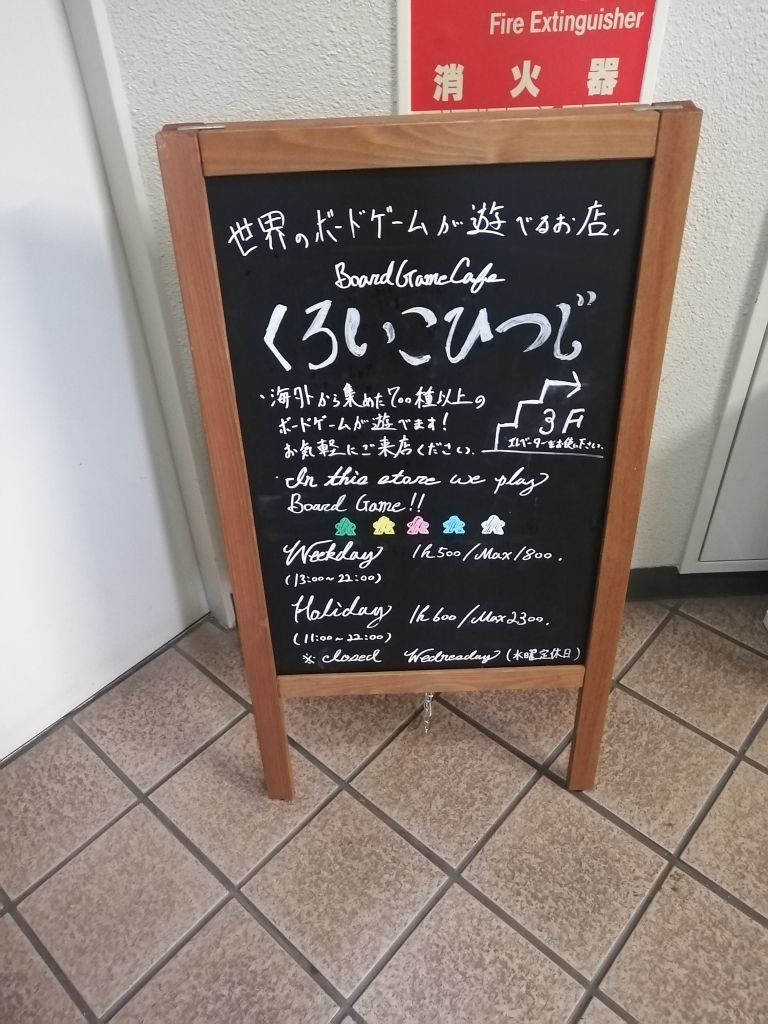 Fire Extinguisher
消火器
世界のボードゲームが遊べるお店.
Board Game Cafe
くろいこひつじ
・海外から集めた700種以上の
ボードゲームが遊べます!
お気軽にご来店ください.
3F
エレベーターをお使い下さい.
・In this store we play
Board Game!!
Weekday 1h 500/Max 1800.
(13:00~22:00)
Holiday 1h 600/Max 2300.
(11:00~22:00)
※ closed Wednesday (水曜定休日)